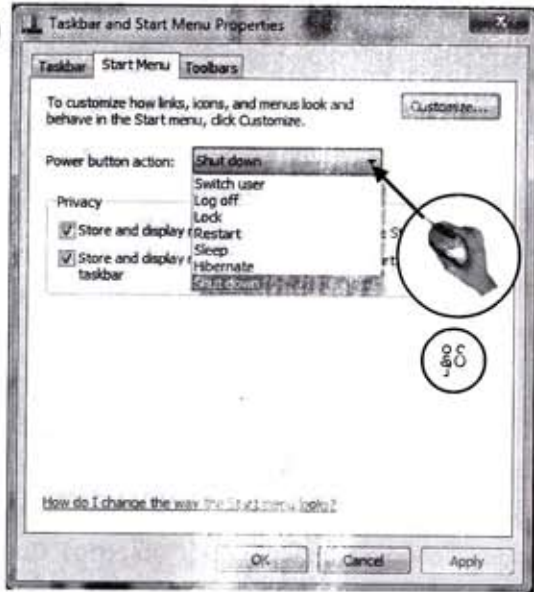 Taskbar and Start Menu Properties
Taskbar Start Menu Toolbars
To customize how links, icons, and menus look and
behave in the Start menu, click Customize.
Customize...
Power button action: Shut down
Switch user
Log off
Lock
Restart
Sleep
Hibernate
Shut down
Privacy
Store and display
Store and display
taskbar
နှိပ်
How do I change the way the Start menu looks?
OK Cancel Apply